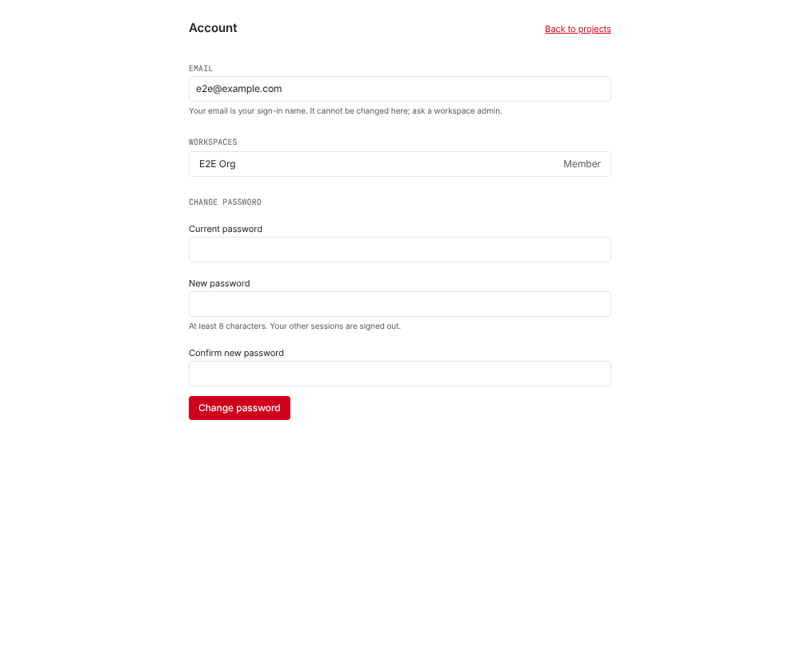 Account
Back to projects
EMAIL
e2e@example.com
Your email is your sign-in name. It cannot be changed here; ask a workspace admin.
WORKSPACES
E2E Org Member
CHANGE PASSWORD
Current password
New password
At least 8 characters. Your other sessions are signed out.
Confirm new password
Change password